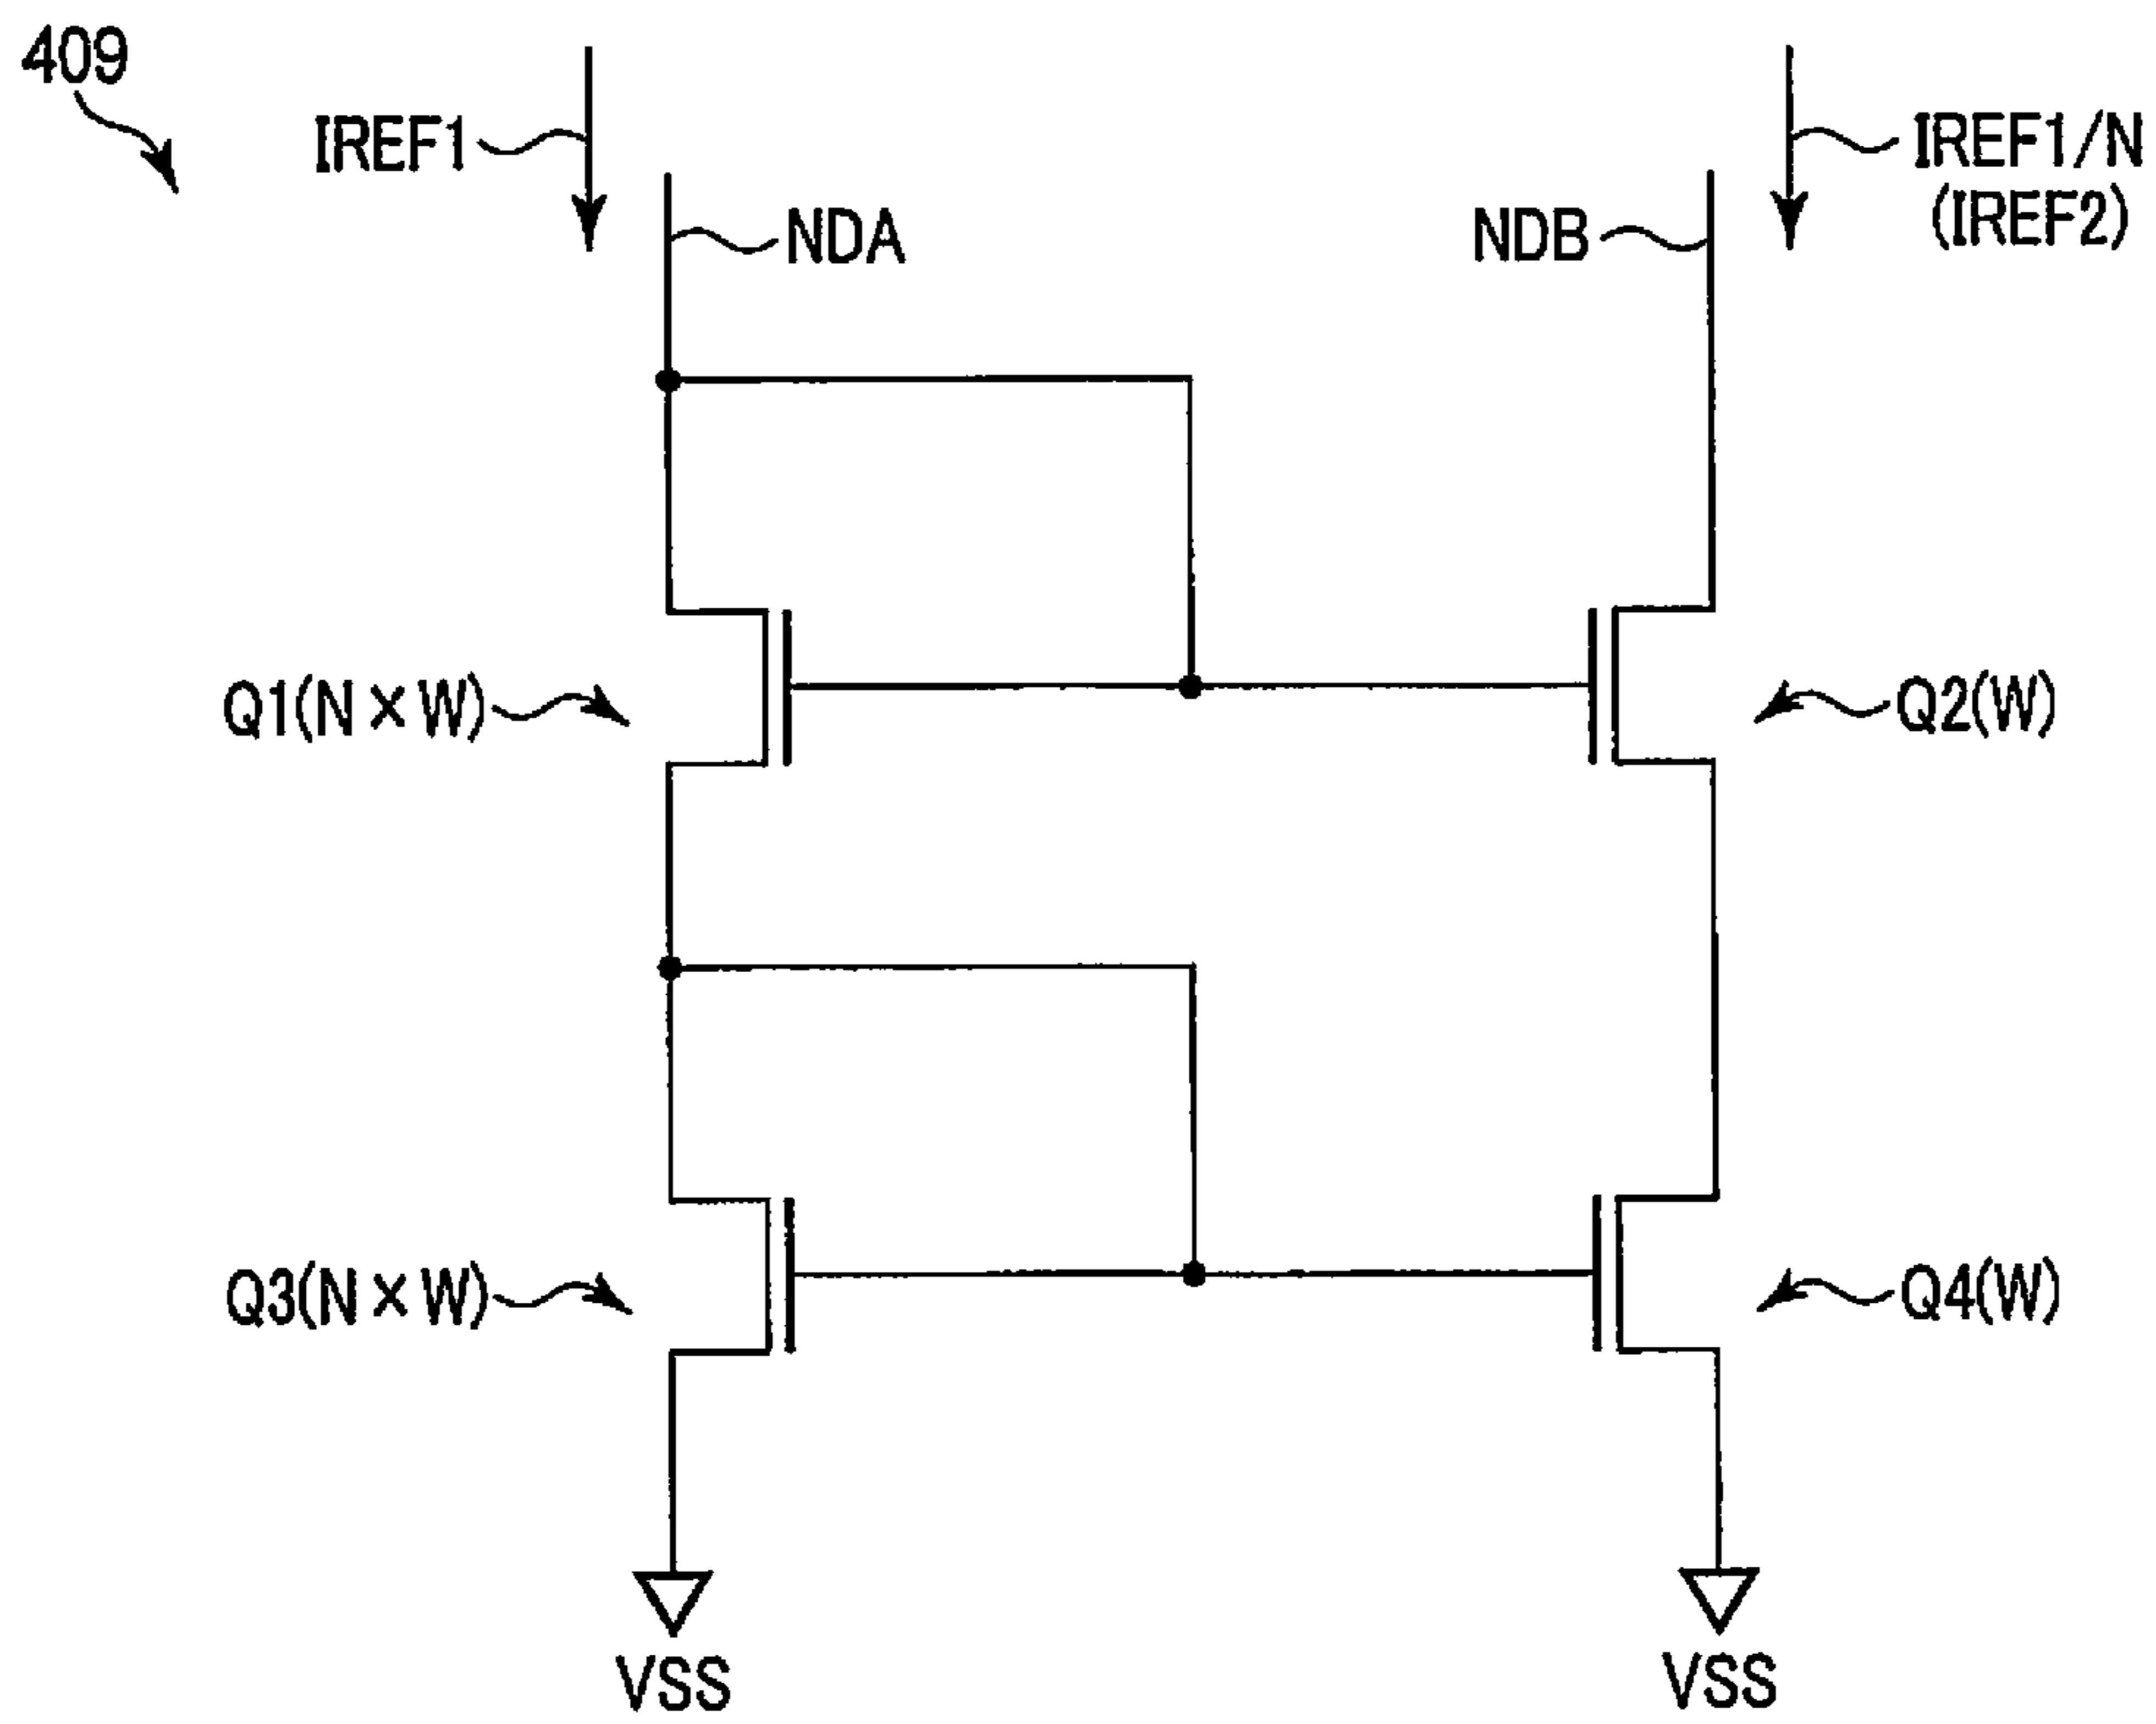 409
IREF1
IREF1/N
(IREF2)
NDA
NDB
Q1(N×W)
Q2(W)
Q3(N×W)
Q4(W)
VSS
VSS